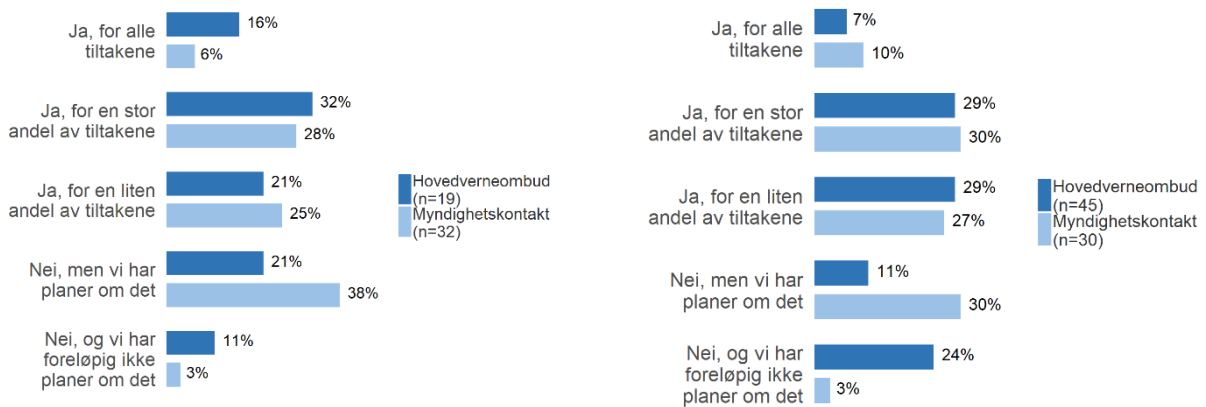 Ja, for alle
tiltakene
16%
6%
Ja, for en stor
andel av tiltakene
32%
28%
Ja, for en liten
andel av tiltakene
21%
25%
Nei, men vi har
planer om det
21%
38%
Nei, og vi har
foreløpig ikke
planer om det
11%
3%
Hovedverneombud
(n=19)
Myndighetskontakt
(n=32)
Ja, for alle
tiltakene
7%
10%
Ja, for en stor
andel av tiltakene
29%
30%
Ja, for en liten
andel av tiltakene
29%
27%
Nei, men vi har
planer om det
11%
30%
Nei, og vi har
foreløpig ikke
planer om det
24%
3%
Hovedverneombud
(n=45)
Myndighetskontakt
(n=30)